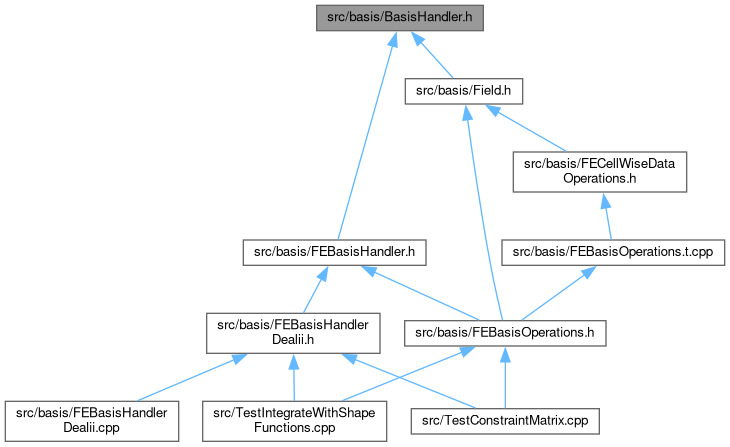 src/basis/BasisHandler.h
src/basis/Field.h
src/basis/FECellWiseData
Operations.h
src/basis/FEBasisHandler.h
src/basis/FEBasisOperations.t.cpp
src/basis/FEBasisHandler
Dealii.h
src/basis/FEBasisOperations.h
src/basis/FEBasisHandler
Dealii.cpp
src/TestIntegrateWithShape
Functions.cpp
src/TestConstraintMatrix.cpp